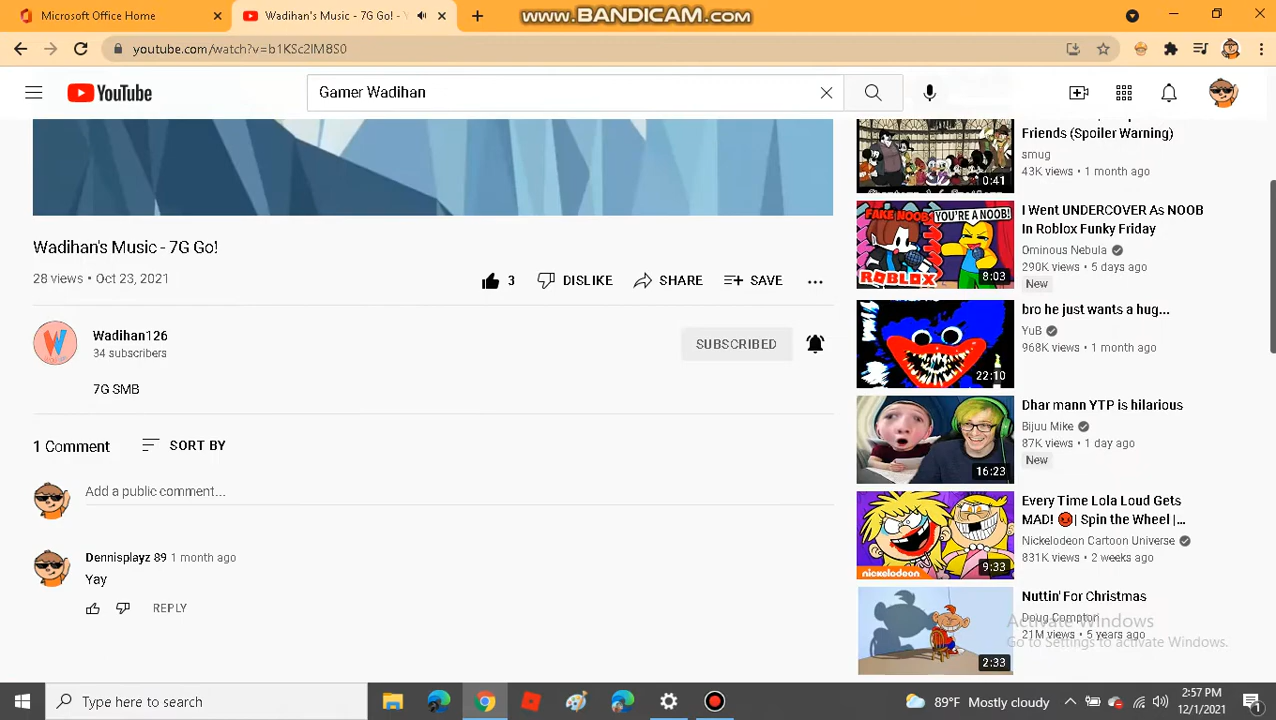 Microsoft Office Home
Wadihan's Music - 7G Go! - Y
www.BANDICAM.com
youtube.com/watch?v=b1KSc2IM8S0
YouTube
Gamer Wadihan
Friends (Spoiler Warning)
smug
43K views • 1 month ago
0:41
FAKE NOOB
YOU'RE A NOOB!
ROBLOX
8:03
I Went UNDERCOVER As NOOB
In Roblox Funky Friday
Ominous Nebula
290K views • 5 days ago
New
Wadihan's Music - 7G Go!
28 views • Oct 23, 2021
3
DISLIKE
SHARE
SAVE
bro he just wants a hug...
YuB
968K views • 1 month ago
22:10
Wadihan126
34 subscribers
SUBSCRIBED
7G SMB
Dhar mann YTP is hilarious
Bijuu Mike
87K views • 1 day ago
New
16:23
1 Comment
SORT BY
Add a public comment...
Every Time Lola Loud Gets
MAD! 😡| Spin the Wheel |...
Nickelodeon Cartoon Universe
831K views • 2 weeks ago
nickelodeon
9:33
Dennisplayz 89 1 month ago
Yay
REPLY
Nuttin' For Christmas
Doug Compton
21M views • 5 years ago
2:33
Activate Windows
Go to Settings to activate Windows.
Type here to search
89°F Mostly cloudy
2:57 PM
12/1/2021
1